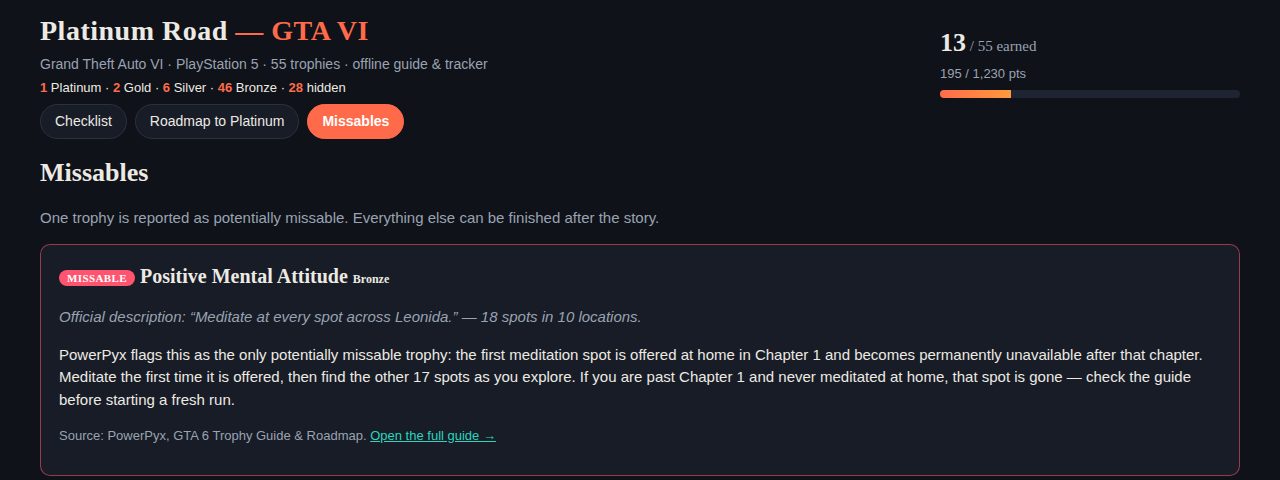 Platinum Road — GTA VI
Grand Theft Auto VI · PlayStation 5 · 55 trophies · offline guide & tracker
1 Platinum · 2 Gold · 6 Silver · 46 Bronze · 28 hidden
13 / 55 earned
195 / 1,230 pts
Checklist
Roadmap to Platinum
Missables
Missables
One trophy is reported as potentially missable. Everything else can be finished after the story.
MISSABLE Positive Mental Attitude Bronze
Official description: “Meditate at every spot across Leonida.” — 18 spots in 10 locations.
PowerPyx flags this as the only potentially missable trophy: the first meditation spot is offered at home in Chapter 1 and becomes permanently unavailable after that chapter.
Meditate the first time it is offered, then find the other 17 spots as you explore. If you are past Chapter 1 and never meditated at home, that spot is gone — check the guide
before starting a fresh run.
Source: PowerPyx, GTA 6 Trophy Guide & Roadmap. Open the full guide →